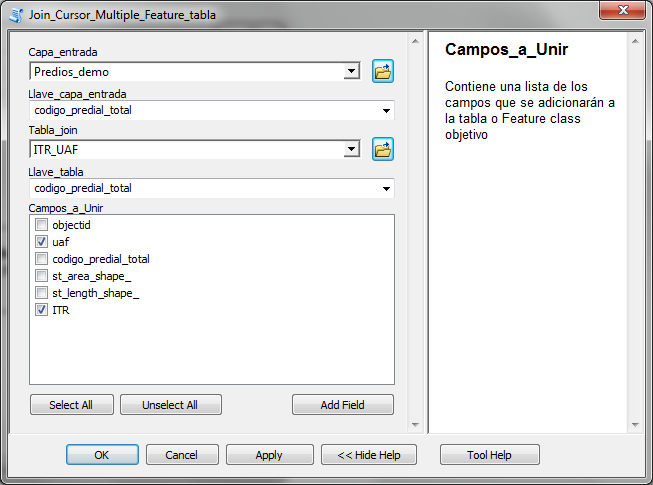 Join_Cursor_Multiple_Feature_tabla
Capa_entrada
Predios_demo
Llave_capa_entrada
codigo_predial_total
Tabla_join
ITR_UAF
Llave_tabla
codigo_predial_total
Campos_a_Unir
objectid
uaf
codigo_predial_total
st_area_shape_
st_length_shape_
ITR
Select All
Unselect All
Add Field
OK
Cancel
Apply
<< Hide Help
Tool Help
Campos_a_Unir
Contiene una lista de los
campos que se adicionarán a
la tabla o Feature class
objetivo